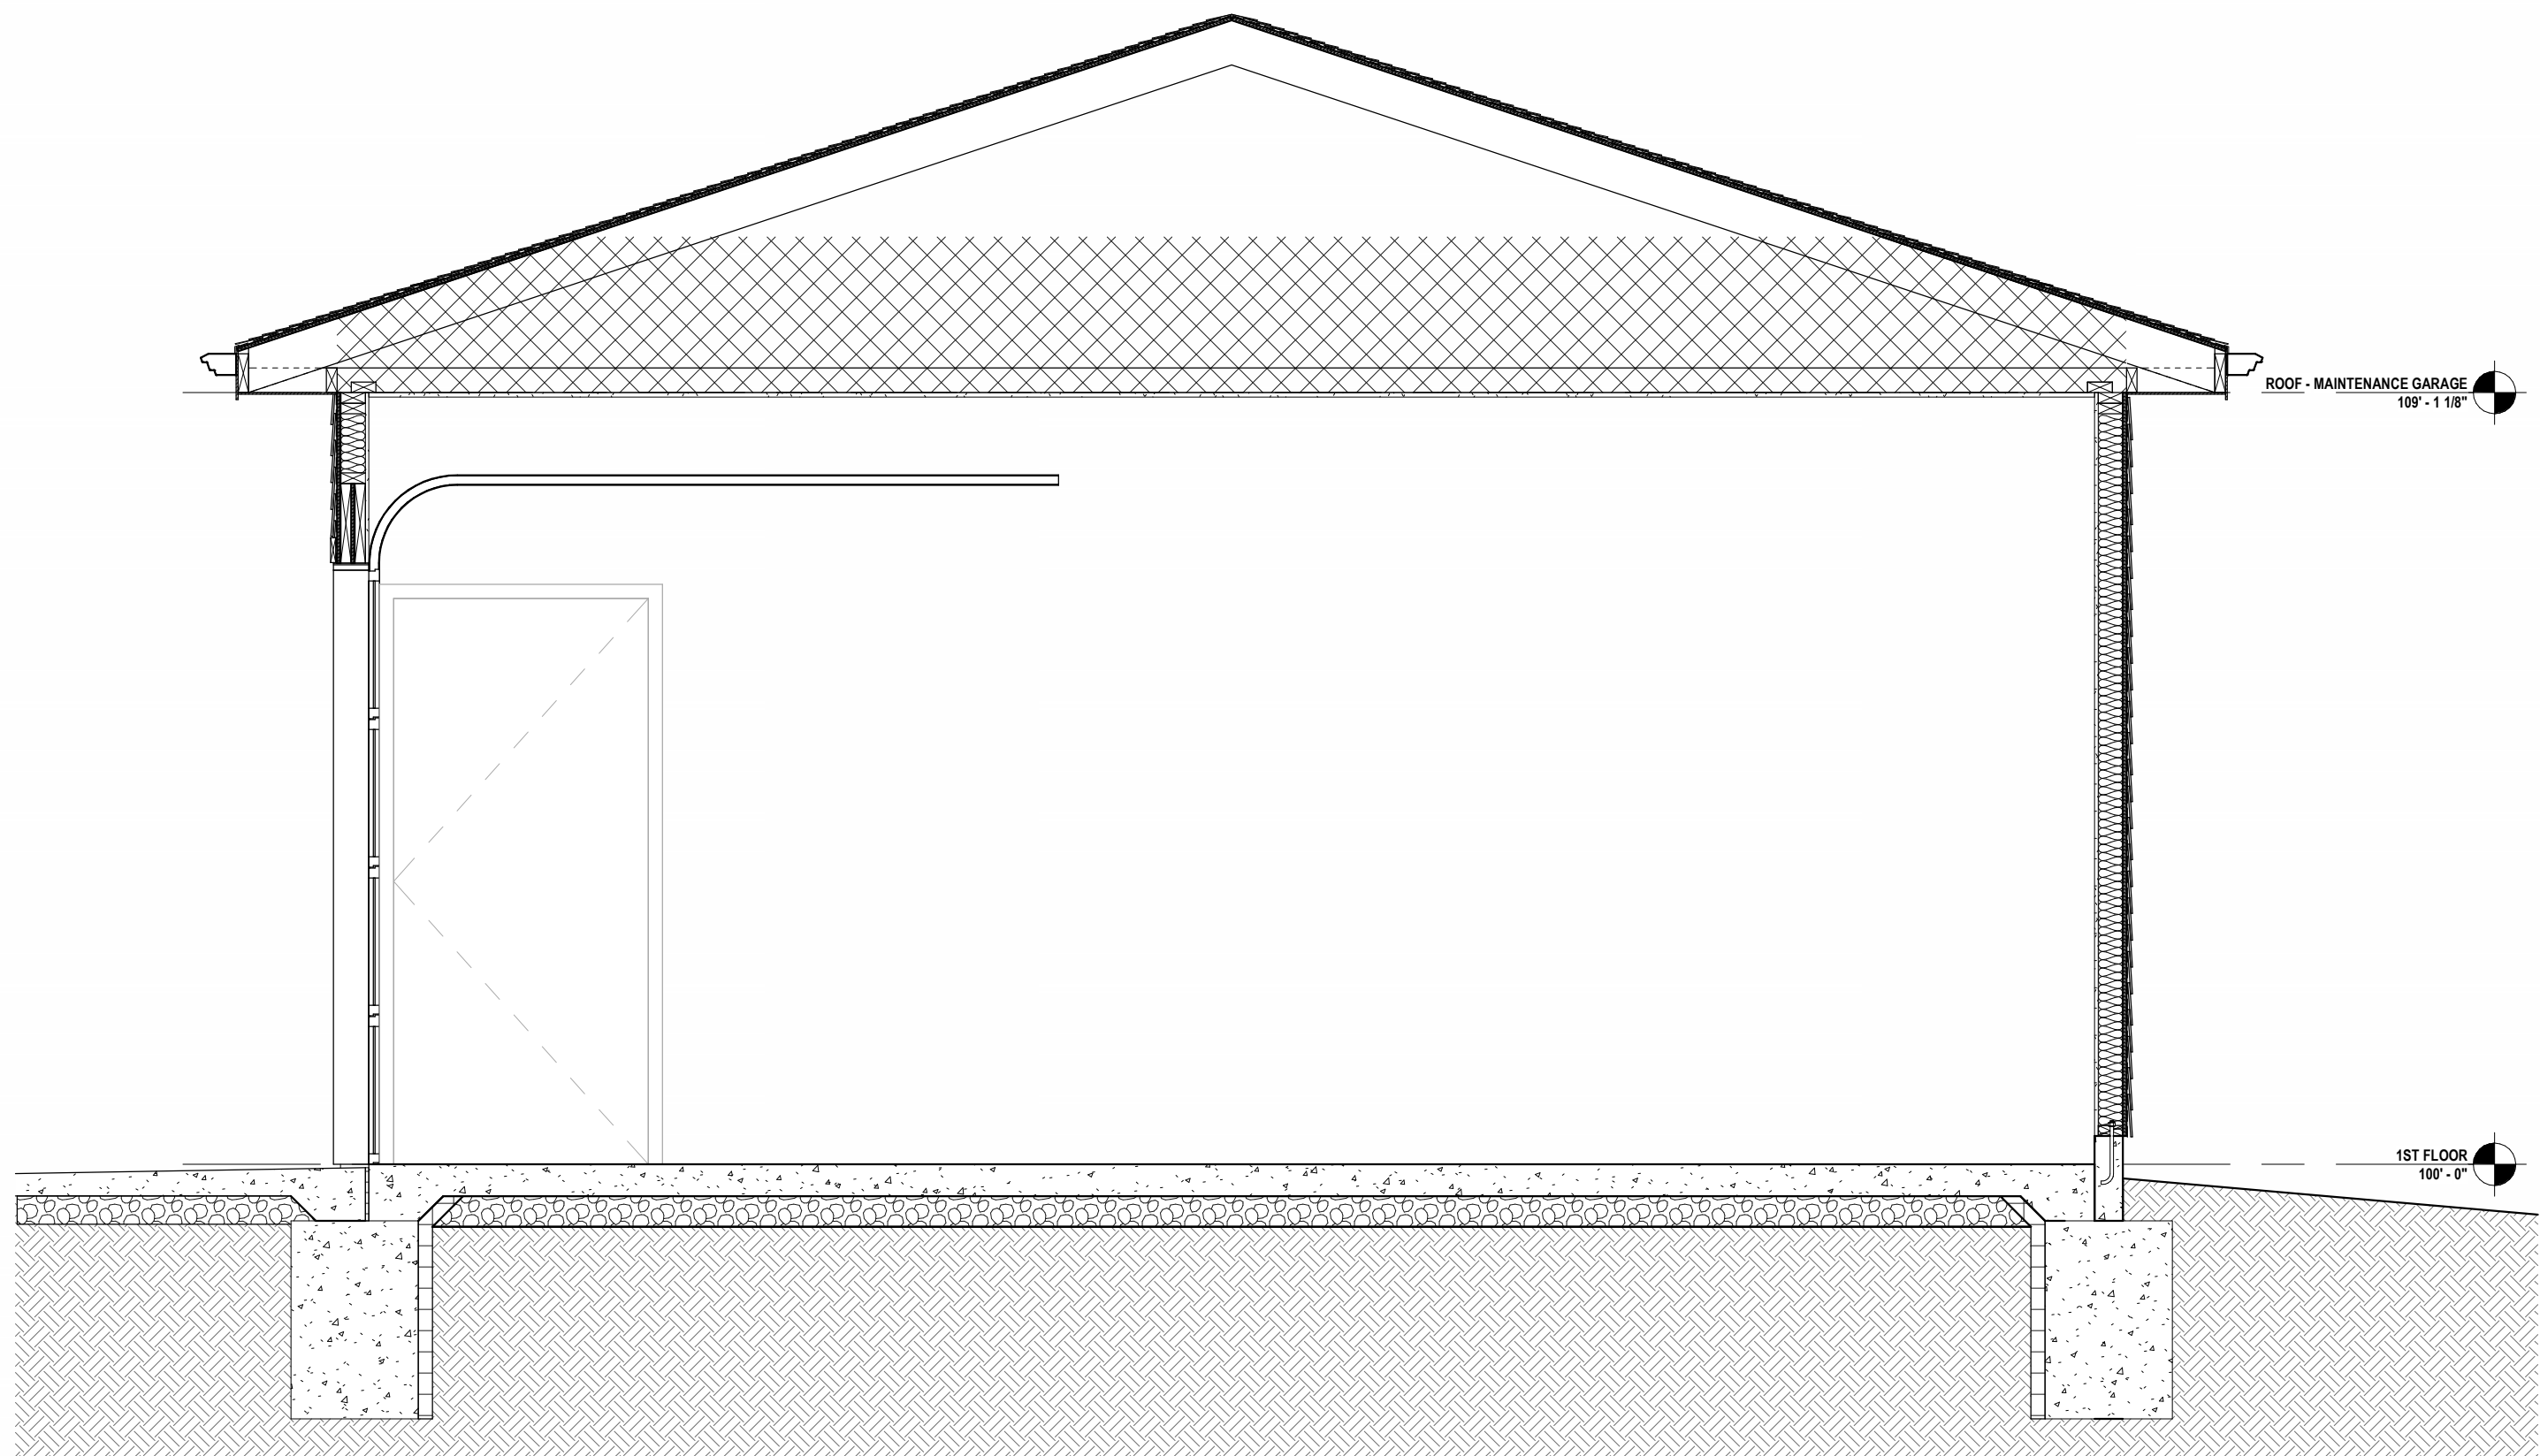 ROOF - MAINTENANCE GARAGE
109' - 1 1/8"
1ST FLOOR
100' - 0"